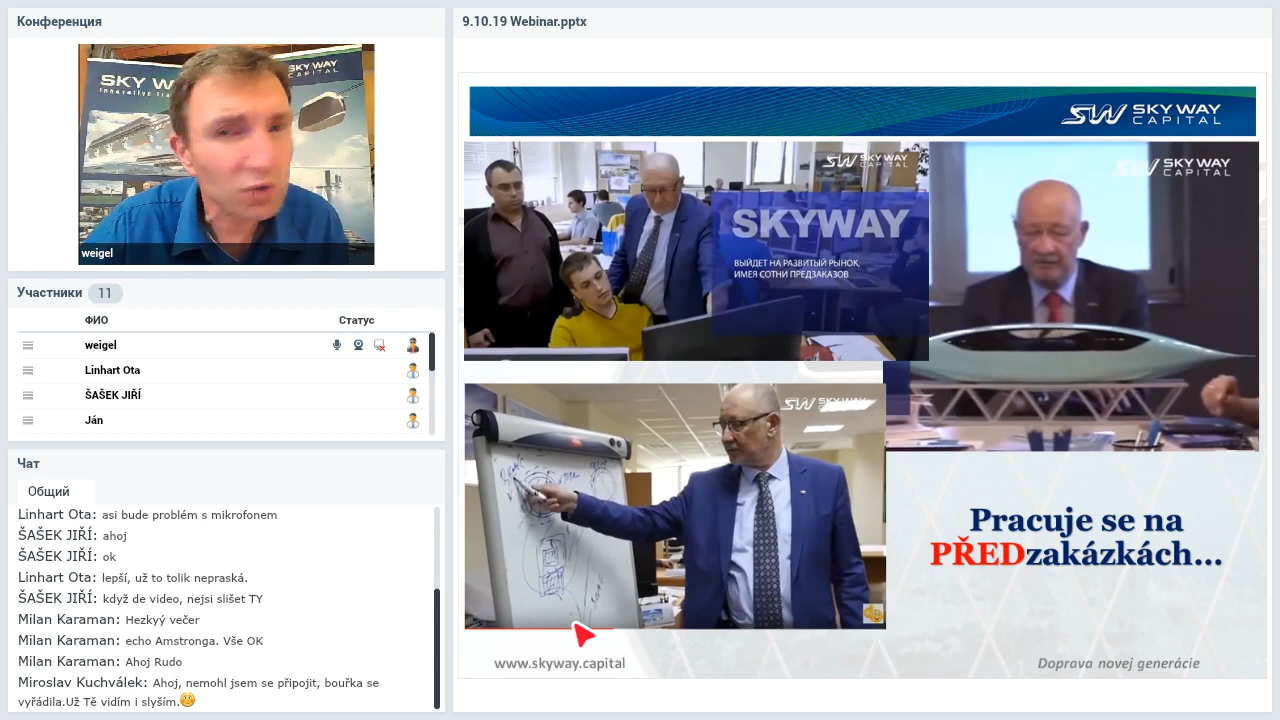 Конференция
SKY W
innovative tra
SKY WAY
CAPITAL
weigel
Участники 11
ФИО Статус
weigel
Linhart Ota
ŠAŠEK JIŘÍ
Ján
Чат
Общий
Linhart Ota: asi bude problém s mikrofonem
ŠAŠEK JIŘÍ: ahoj
ŠAŠEK JIŘÍ: ok
Linhart Ota: lepší, už to tolik nepraská.
ŠAŠEK JIŘÍ: když de video, nejsi slišet TY
Milan Karaman: Hezkyý večer
Milan Karaman: echo Amstronga. Vše OK
Milan Karaman: Ahoj Rudo
Miroslav Kuchválek: Ahoj, nemohl jsem se připojit, bouřka se
vyřádila.Už Tě vidím i slyším.
9.10.19 Webinar.pptx
SW SKY WAY
CAPITAL
SW SKY WAY
CAPITAL
SKYWAY
ВЫЙДЕТ НА РАЗВИТЫЙ РЫНОК,
ИМЕЯ СОТНИ ПРЕДЗАКАЗОВ
SW SKY WAY
CAPITAL
SW SKY WAY
Pracuje se na
PŘEDzakázkách...
www.skyway.capital
Doprava novej generácie